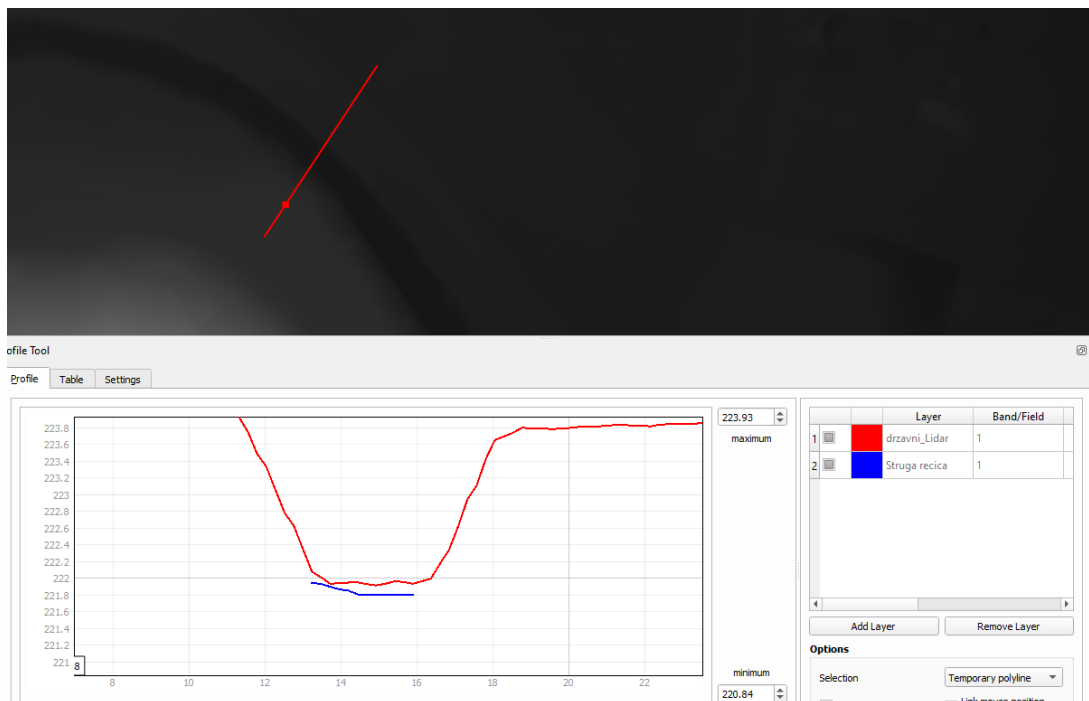 ofile Tool
Profile Table Settings
223.93
maximum
223.8
223.6
223.4
223.2
223
222.8
222.6
222.4
222.2
222
221.8
221.6
221.4
221.2
221
8
8 10 12 14 16 18 20 22
minimum
220.84
Layer Band/Field
1 drzavni_Lidar 1
2 Struga recica 1
Add Layer Remove Layer
Options
Selection Temporary polyline
Link mouse position